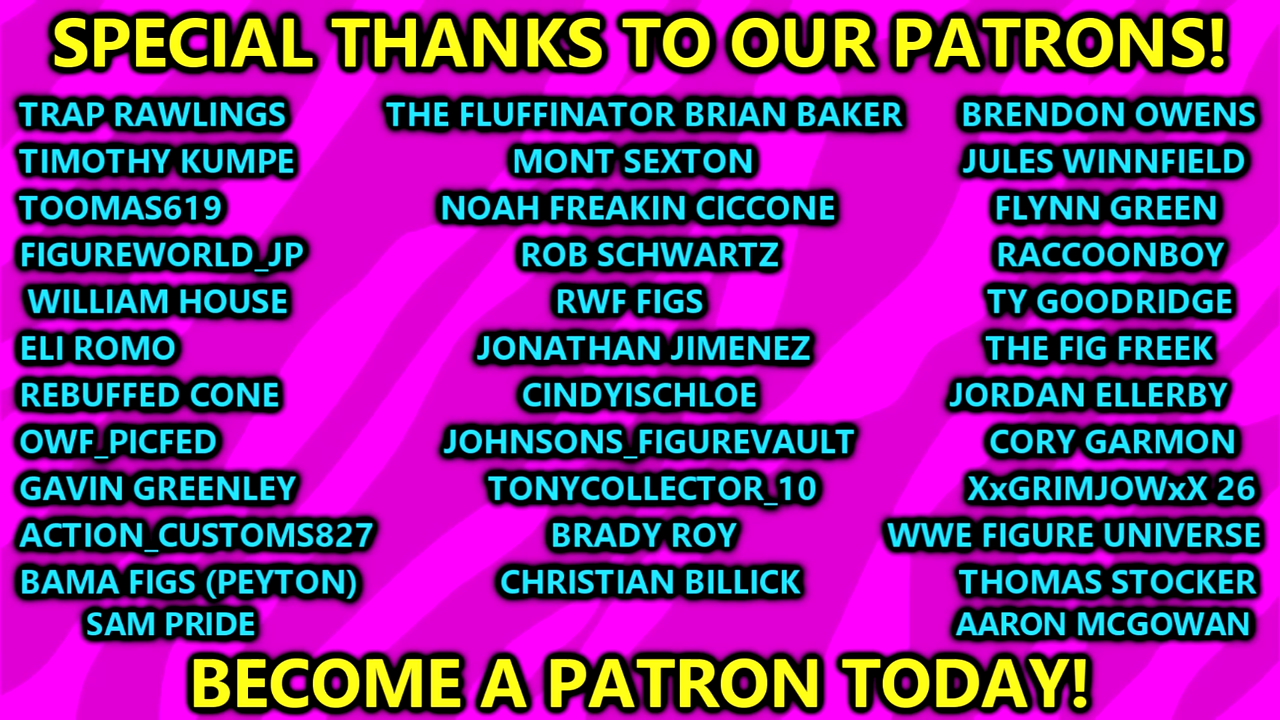 SPECIAL THANKS TO OUR PATRONS!
TRAP RAWLINGS THE FLUFFINATOR BRIAN BAKER BRENDON OWENS
TIMOTHY KUMPE MONT SEXTON JULES WINNFIELD
TOOMAS619 NOAH FREAKIN CICCONE FLYNN GREEN
FIGUREWORLD_JP ROB SCHWARTZ RACCOONBOY
WILLIAM HOUSE RWF FIGS TY GOODRIDGE
ELI ROMO JONATHAN JIMENEZ THE FIG FREEK
REBUFFED CONE CINDYISCHLOE JORDAN ELLERBY
OWF_PICFED JOHNSONS_FIGUREVAULT CORY GARMON
GAVIN GREENLEY TONYCOLLECTOR_10 XxGRIMJOWxX 26
ACTION_CUSTOMS827 BRADY ROY WWE FIGURE UNIVERSE
BAMA FIGS (PEYTON) CHRISTIAN BILLICK THOMAS STOCKER
SAM PRIDE AARON MCGOWAN
BECOME A PATRON TODAY!